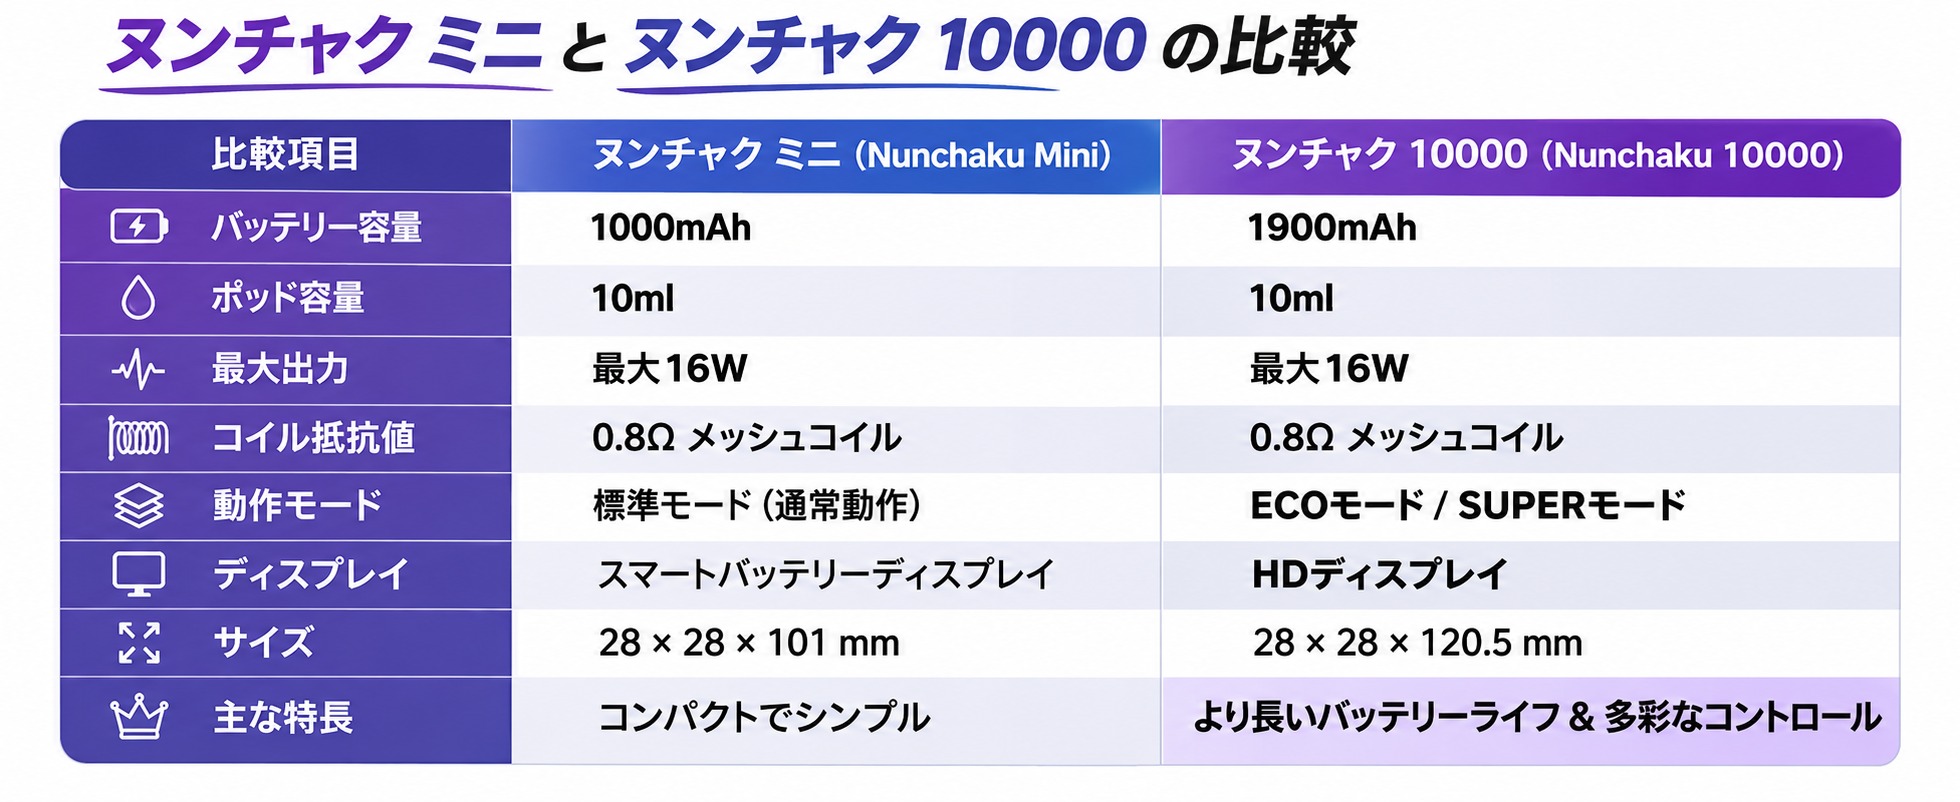 ヌンチャク ミニ と ヌンチャク 10000 の比較
比較項目 ヌンチャク ミニ (Nunchaku Mini) ヌンチャク 10000 (Nunchaku 10000)
バッテリー容量 1000mAh 1900mAh
ポッド容量 10ml 10ml
最大出力 最大16W 最大16W
コイル抵抗値 0.8Ω メッシュコイル 0.8Ω メッシュコイル
動作モード 標準モード (通常動作) ECOモード / SUPERモード
ディスプレイ スマートバッテリーディスプレイ HDディスプレイ
サイズ 28 × 28 × 101 mm 28 × 28 × 120.5 mm
主な特長 コンパクトでシンプル より長いバッテリーライフ & 多彩なコントロール